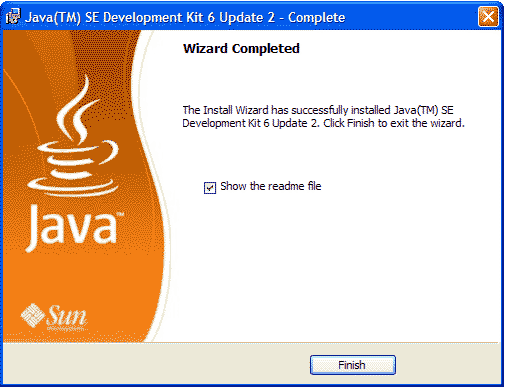 Java(TM) SE Development Kit 6 Update 2 - Complete
Wizard Completed
The Install Wizard has successfully installed Java(TM) SE
Development Kit 6 Update 2. Click Finish to exit the wizard.
Show the readme file
Java™
Sun
Finish